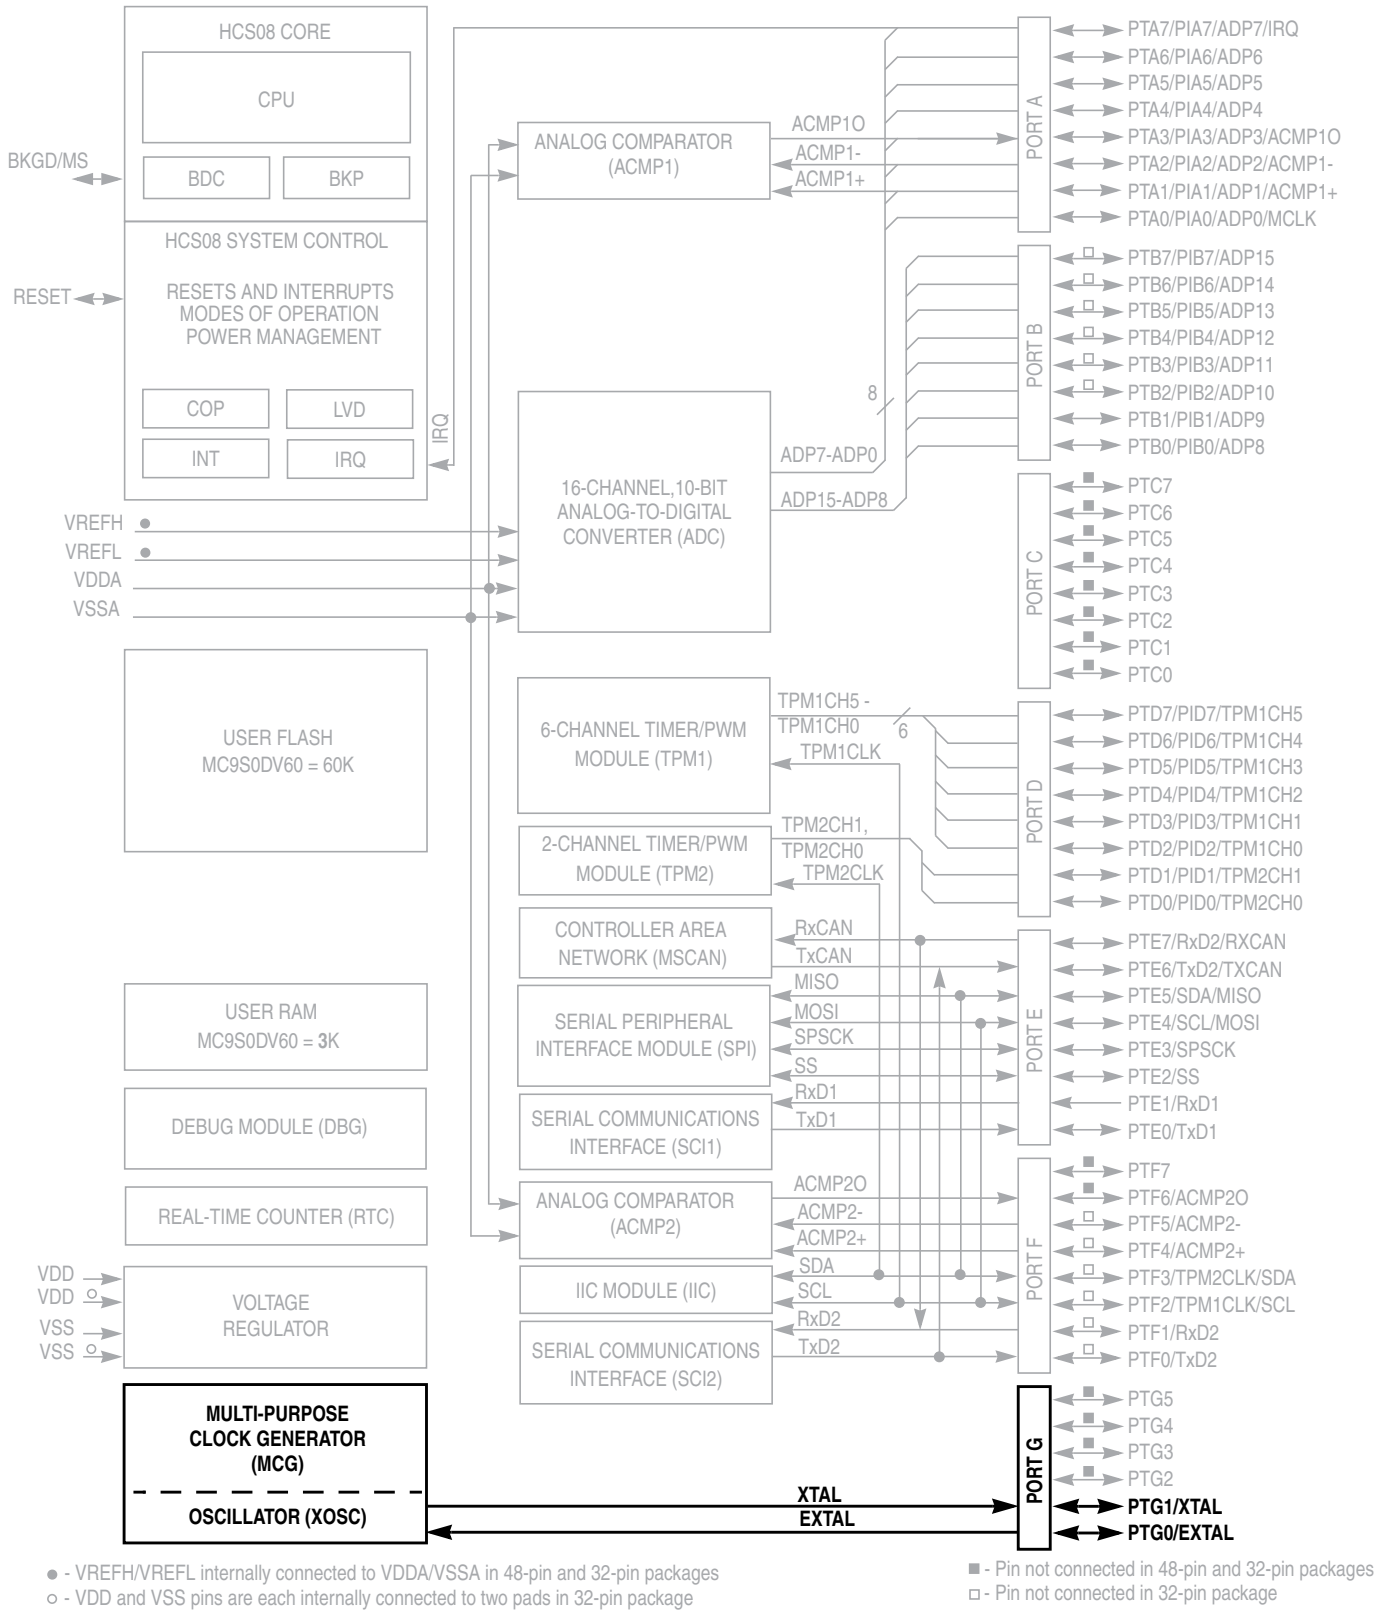 HCS08 CORE
CPU
BDC
BKP
BKGD/MS
HCS08 SYSTEM CONTROL
RESETS AND INTERRUPTS
MODES OF OPERATION
POWER MANAGEMENT
RESET
COP
LVD
INT
IRQ
IRQ
VREFH
VREFL
VDDA
VSSA
USER FLASH
MC9S0DV60 = 60K
USER RAM
MC9S0DV60 = 3K
DEBUG MODULE (DBG)
REAL-TIME COUNTER (RTC)
VDD
VDD
VSS
VSS
VOLTAGE
REGULATOR
MULTI-PURPOSE
CLOCK GENERATOR
(MCG)
OSCILLATOR (XOSC)
ANALOG COMPARATOR
(ACMP1)
ACMP1O
ACMP1-
ACMP1+
16-CHANNEL,10-BIT
ANALOG-TO-DIGITAL
CONVERTER (ADC)
8
ADP7-ADP0
ADP15-ADP8
6-CHANNEL TIMER/PWM
MODULE (TPM1)
TPM1CH5 -
TPM1CH0
6
TPM1CLK
2-CHANNEL TIMER/PWM
MODULE (TPM2)
TPM2CH1,
TPM2CH0
TPM2CLK
CONTROLLER AREA
NETWORK (MSCAN)
RxCAN
TxCAN
SERIAL PERIPHERAL
INTERFACE MODULE (SPI)
MISO
MOSI
SPSCK
SS
SERIAL COMMUNICATIONS
INTERFACE (SCI1)
RxD1
TxD1
ANALOG COMPARATOR
(ACMP2)
ACMP2O
ACMP2-
ACMP2+
IIC MODULE (IIC)
SDA
SCL
SERIAL COMMUNICATIONS
INTERFACE (SCI2)
RxD2
TxD2
XTAL
EXTAL
PORT A
PTA7/PIA7/ADP7/IRQ
PTA6/PIA6/ADP6
PTA5/PIA5/ADP5
PTA4/PIA4/ADP4
PTA3/PIA3/ADP3/ACMP1O
PTA2/PIA2/ADP2/ACMP1-
PTA1/PIA1/ADP1/ACMP1+
PTA0/PIA0/ADP0/MCLK
PORT B
PTB7/PIB7/ADP15
PTB6/PIB6/ADP14
PTB5/PIB5/ADP13
PTB4/PIB4/ADP12
PTB3/PIB3/ADP11
PTB2/PIB2/ADP10
PTB1/PIB1/ADP9
PTB0/PIB0/ADP8
PORT C
PTC7
PTC6
PTC5
PTC4
PTC3
PTC2
PTC1
PTC0
PORT D
PTD7/PID7/TPM1CH5
PTD6/PID6/TPM1CH4
PTD5/PID5/TPM1CH3
PTD4/PID4/TPM1CH2
PTD3/PID3/TPM1CH1
PTD2/PID2/TPM1CH0
PTD1/PID1/TPM2CH1
PTD0/PID0/TPM2CH0
PORT E
PTE7/RxD2/RXCAN
PTE6/TxD2/TXCAN
PTE5/SDA/MISO
PTE4/SCL/MOSI
PTE3/SPSCK
PTE2/SS
PTE1/RxD1
PTE0/TxD1
PORT F
PTF7
PTF6/ACMP2O
PTF5/ACMP2-
PTF4/ACMP2+
PTF3/TPM2CLK/SDA
PTF2/TPM1CLK/SCL
PTF1/RxD2
PTF0/TxD2
PORT G
PTG5
PTG4
PTG3
PTG2
PTG1/XTAL
PTG0/EXTAL
● - VREFH/VREFL internally connected to VDDA/VSSA in 48-pin and 32-pin packages
○ - VDD and VSS pins are each internally connected to two pads in 32-pin package
■ - Pin not connected in 48-pin and 32-pin packages
□ - Pin not connected in 32-pin package